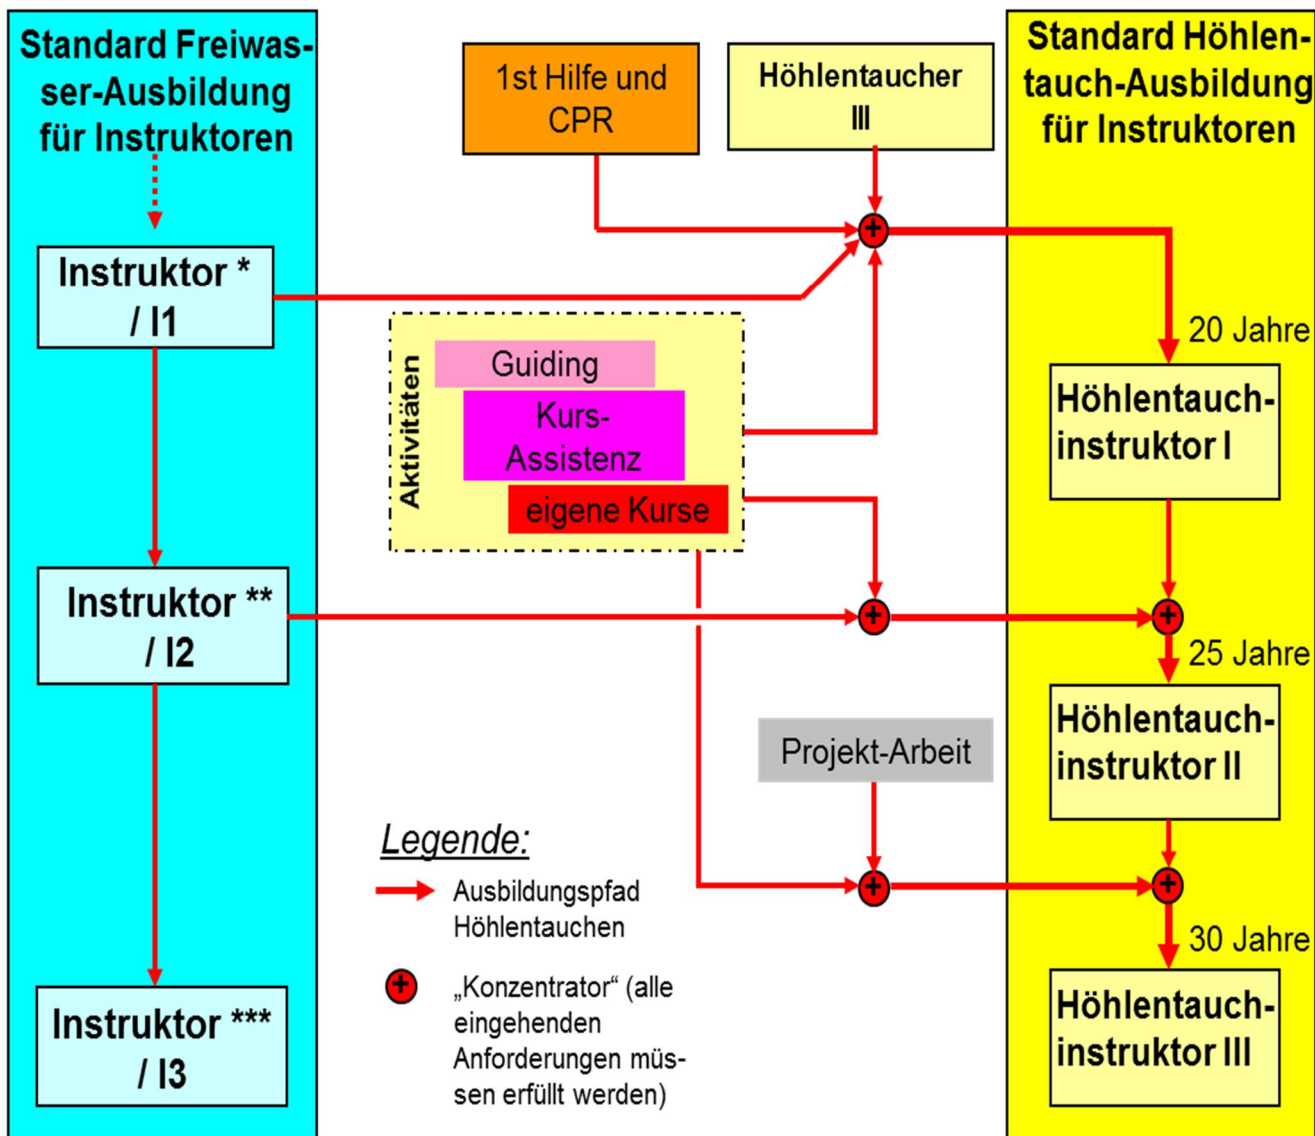 Standard Freiwas-
ser-Ausbildung
für Instruktoren
Instruktor *
/ I1
Instruktor **
/ I2
Instruktor ***
/ I3
1st Hilfe und
CPR
Höhlentaucher
III
Aktivitäten
Guiding
Kurs-
Assistenz
eigene Kurse
Projekt-Arbeit
Legende:
Ausbildungspfad
Höhlentauchen
+
„Konzentrator“ (alle
eingehenden
Anforderungen müs-
sen erfüllt werden)
+
+
+
Standard Höhlen-
tauch-Ausbildung
für Instruktoren
20 Jahre
Höhlentauch-
instruktor I
+
25 Jahre
Höhlentauch-
instruktor II
+
30 Jahre
Höhlentauch-
instruktor III